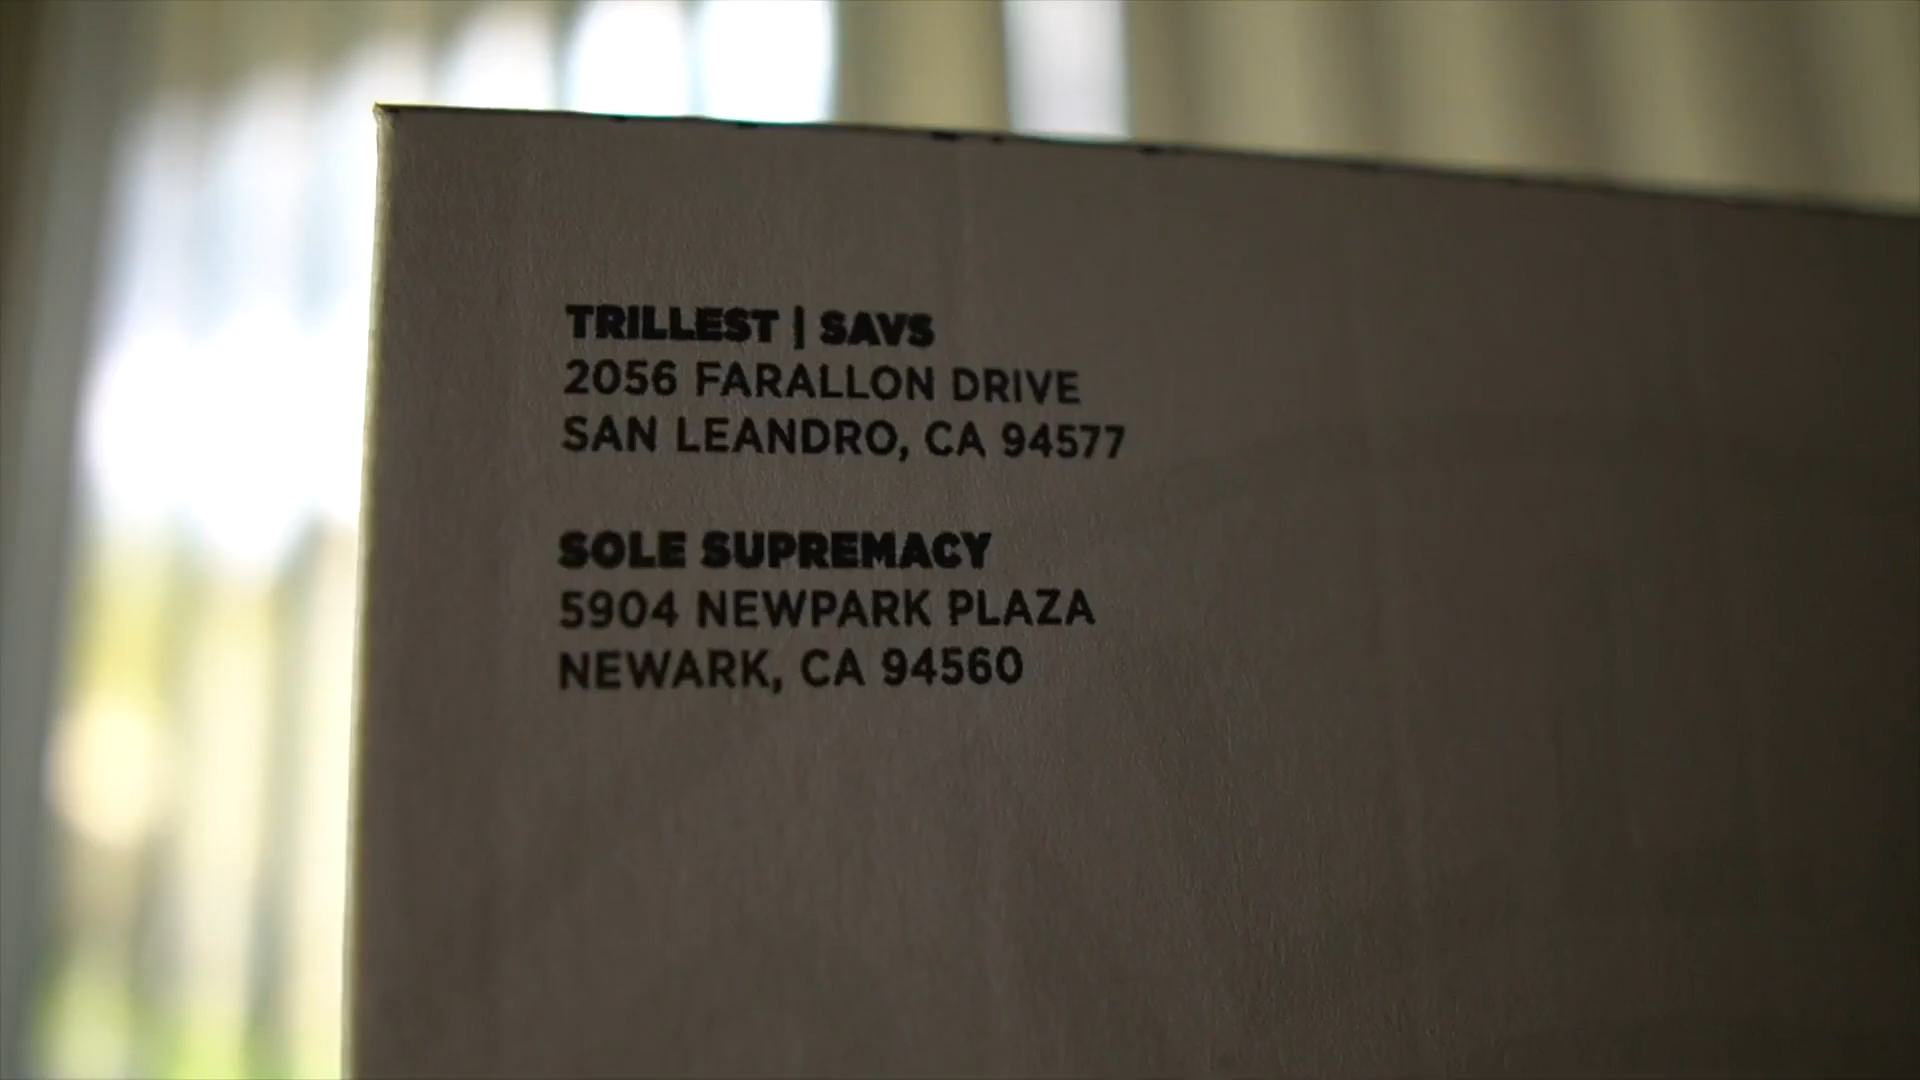 TRILLEST | SAVS
2056 FARALLON DRIVE
SAN LEANDRO, CA 94577
SOLE SUPREMACY
5904 NEWPARK PLAZA
NEWARK, CA 94560